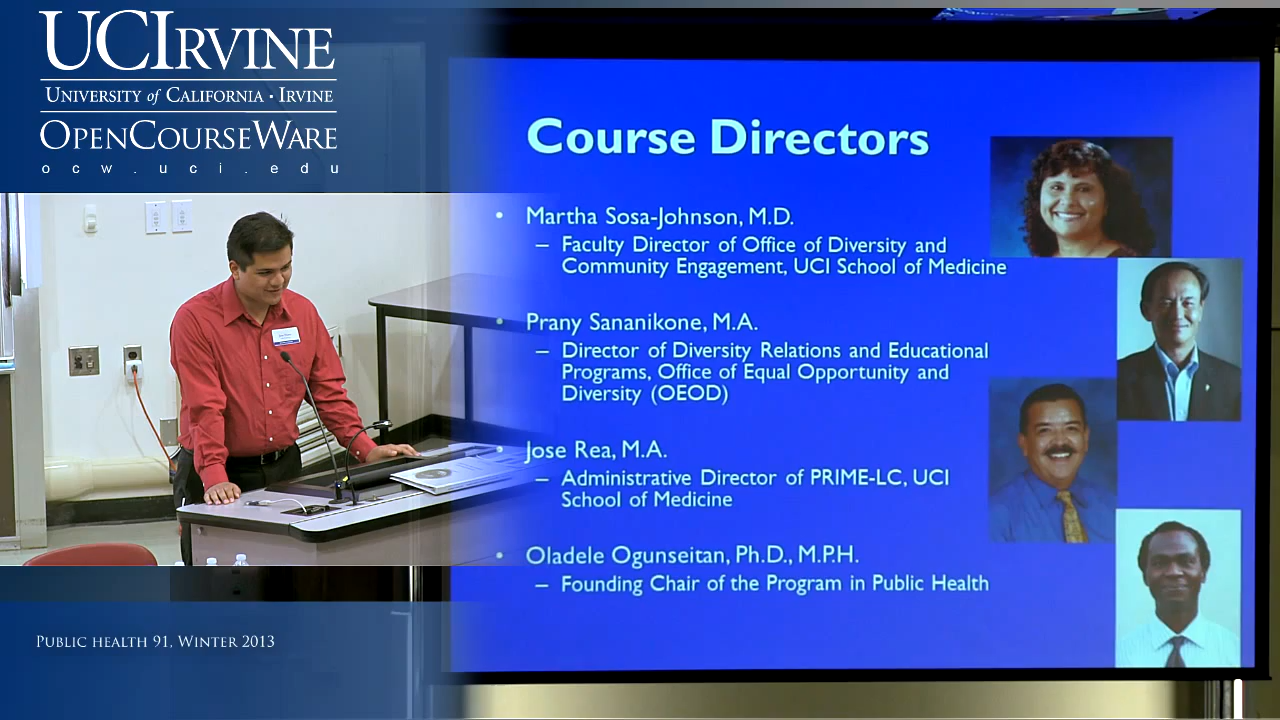 UCIRVINE
UNIVERSITY of CALIFORNIA · IRVINE
OPENCOURSEWARE
ocw.uci.edu
Course Directors
• Martha Sosa-Johnson, M.D.
– Faculty Director of Office of Diversity and
Community Engagement, UCI School of Medicine
• Prany Sananikone, M.A.
– Director of Diversity Relations and Educational
Programs, Office of Equal Opportunity and
Diversity (OEOD)
• Jose Rea, M.A.
– Administrative Director of PRIME-LC, UCI
School of Medicine
• Oladele Ogunseitan, Ph.D., M.P.H.
– Founding Chair of the Program in Public Health
PUBLIC HEALTH 91, WINTER 2013